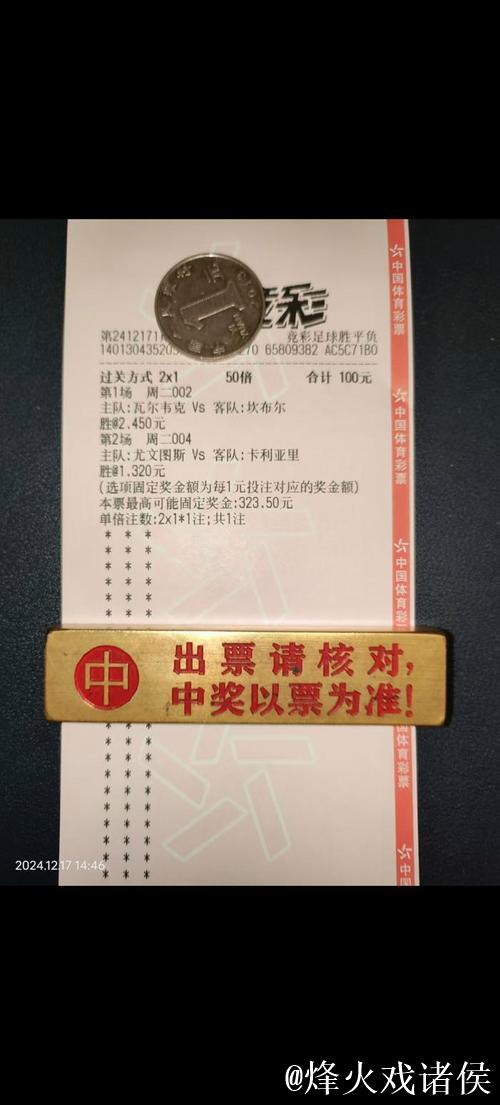 竞彩
第2412171
竞彩足球胜平负
70 65809382 AC5C71B0
过关方式 2x1 50倍 合计 100元
第1场 周二002
主队:瓦尔韦克 Vs 客队:坎布尔
胜@2.450元
第2场 周二004
主队:尤文图斯 Vs 客队:卡利亚里
胜@1.320元
(选项固定奖金额为每1元投注对应的奖金额)
本票最高可能固定奖金:323.50元
单倍注数:2x1*1注;共1注
* * *
* * *
* * *
* * *
* * *
中 出票请核对,
中奖以票为准!
* * *
* * *
* * *
* * *
* * *
* * *
* * *
* * *
中国体育彩票
中国体育彩票
中国体育彩
中国体育彩票
中
1
元
2024.12.17 14:46
@烽火戏诸侯